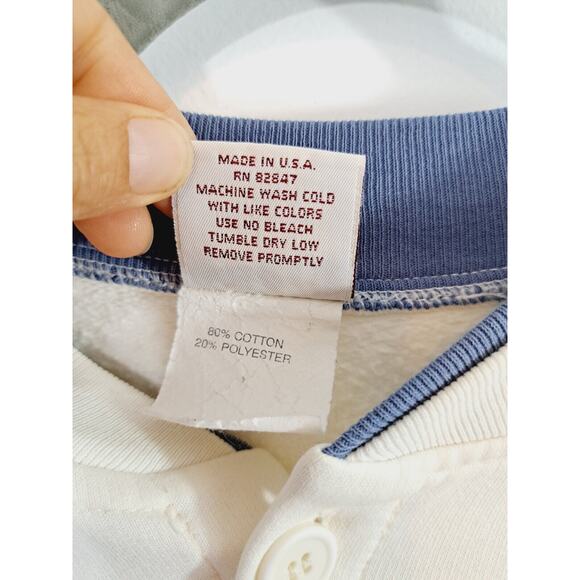 MADE IN U.S.A.
RN 82847
MACHINE WASH COLD
WITH LIKE COLORS
USE NO BLEACH
TUMBLE DRY LOW
REMOVE PROMPTLY
80% COTTON
20% POLYESTER